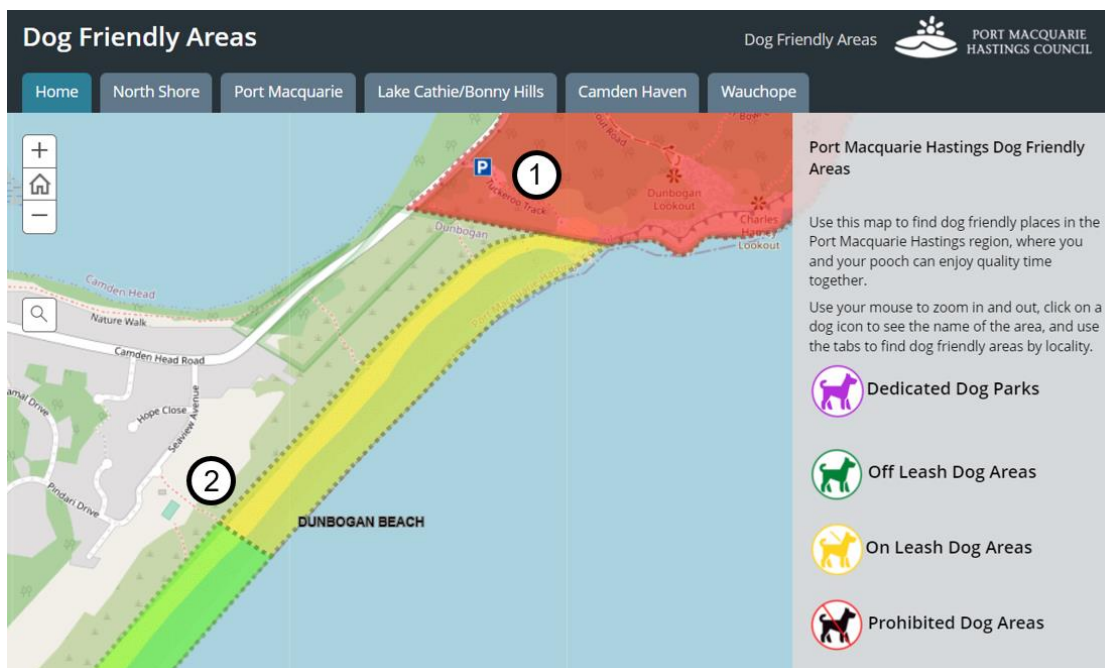 Dog Friendly Areas
Dog Friendly Areas
PORT MACQUARIE
HASTINGS COUNCIL
Home
North Shore
Port Macquarie
Lake Cathie/Bonny Hills
Camden Haven
Wauchope
+
−
P
1
Tuckeroo Track
Dunbogan
Lookout
Charles
Lookout
Dunbogan
Camden Head
Nature Walk
Camden Head Road
Hope Close
Seaview Avenue
Pindari Drive
2
DUNBOGAN BEACH
Port Macquarie Hastings Dog Friendly
Areas
Use this map to find dog friendly places in the
Port Macquarie Hastings region, where you
and your pooch can enjoy quality time
together.
Use your mouse to zoom in and out, click on a
dog icon to see the name of the area, and use
the tabs to find dog friendly areas by locality.
Dedicated Dog Parks
Off Leash Dog Areas
On Leash Dog Areas
Prohibited Dog Areas